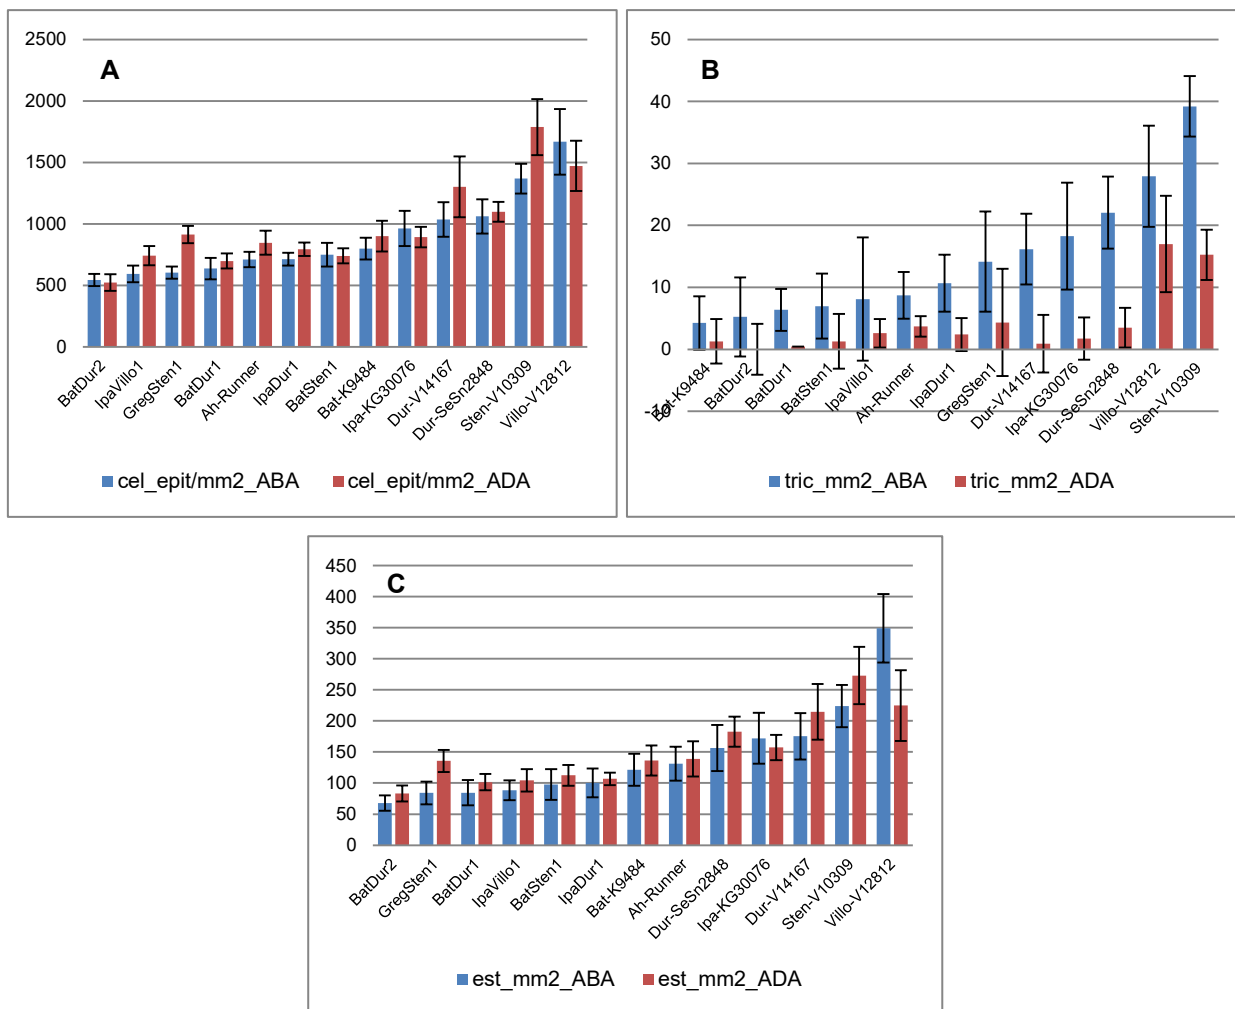 A
2500
2000
1500
1000
500
0
BatDur2
IpaVillo1
GregSten1
BatDur1
Ah-Runner
IpaDur1
BatSten1
Bat-K9484
Ipa-KG30076
Dur-V14167
Dur-SeSn2848
Sten-V10309
Villo-V12812
cel_epit/mm2_ABA cel_epit/mm2_ADA
B
50
40
30
20
10
0
-10
Bat-K9484
BatDur2
BatDur1
BatSten1
IpaVillo1
Ah-Runner
IpaDur1
GregSten1
Dur-V14167
Ipa-KG30076
Dur-SeSn2848
Villo-V12812
Sten-V10309
tric_mm2_ABA tric_mm2_ADA
C
450
400
350
300
250
200
150
100
50
0
BatDur2
GregSten1
BatDur1
IpaVillo1
BatSten1
IpaDur1
Bat-K9484
Ah-Runner
Dur-SeSn2848
Ipa-KG30076
Dur-V14167
Sten-V10309
Villo-V12812
est_mm2_ABA est_mm2_ADA